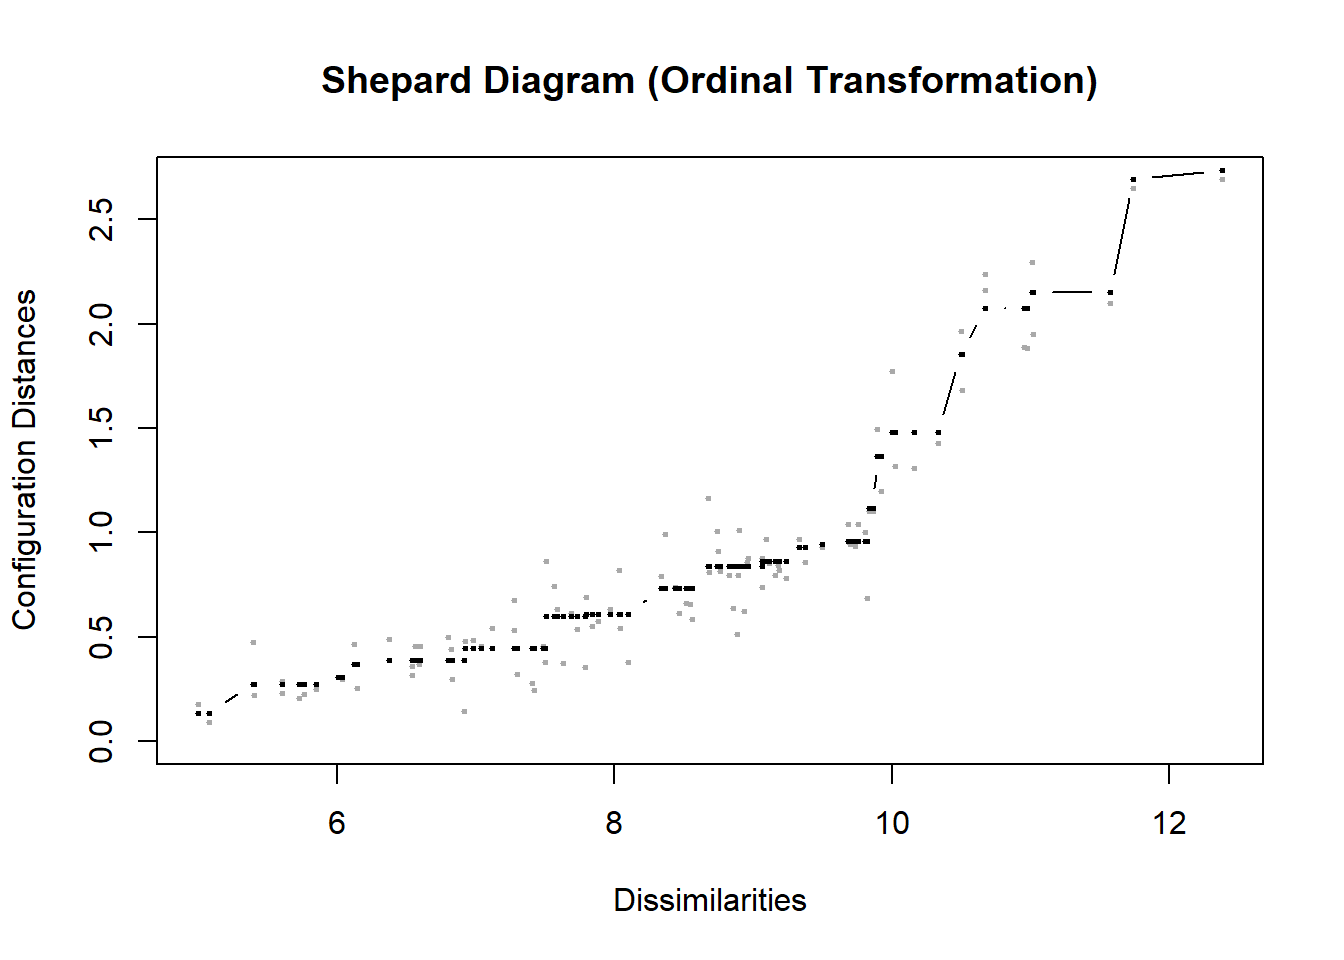 Shepard Diagram (Ordinal Transformation)
Configuration Distances
2.5
2.0
1.5
1.0
0.5
0.0
6 8 10 12
Dissimilarities